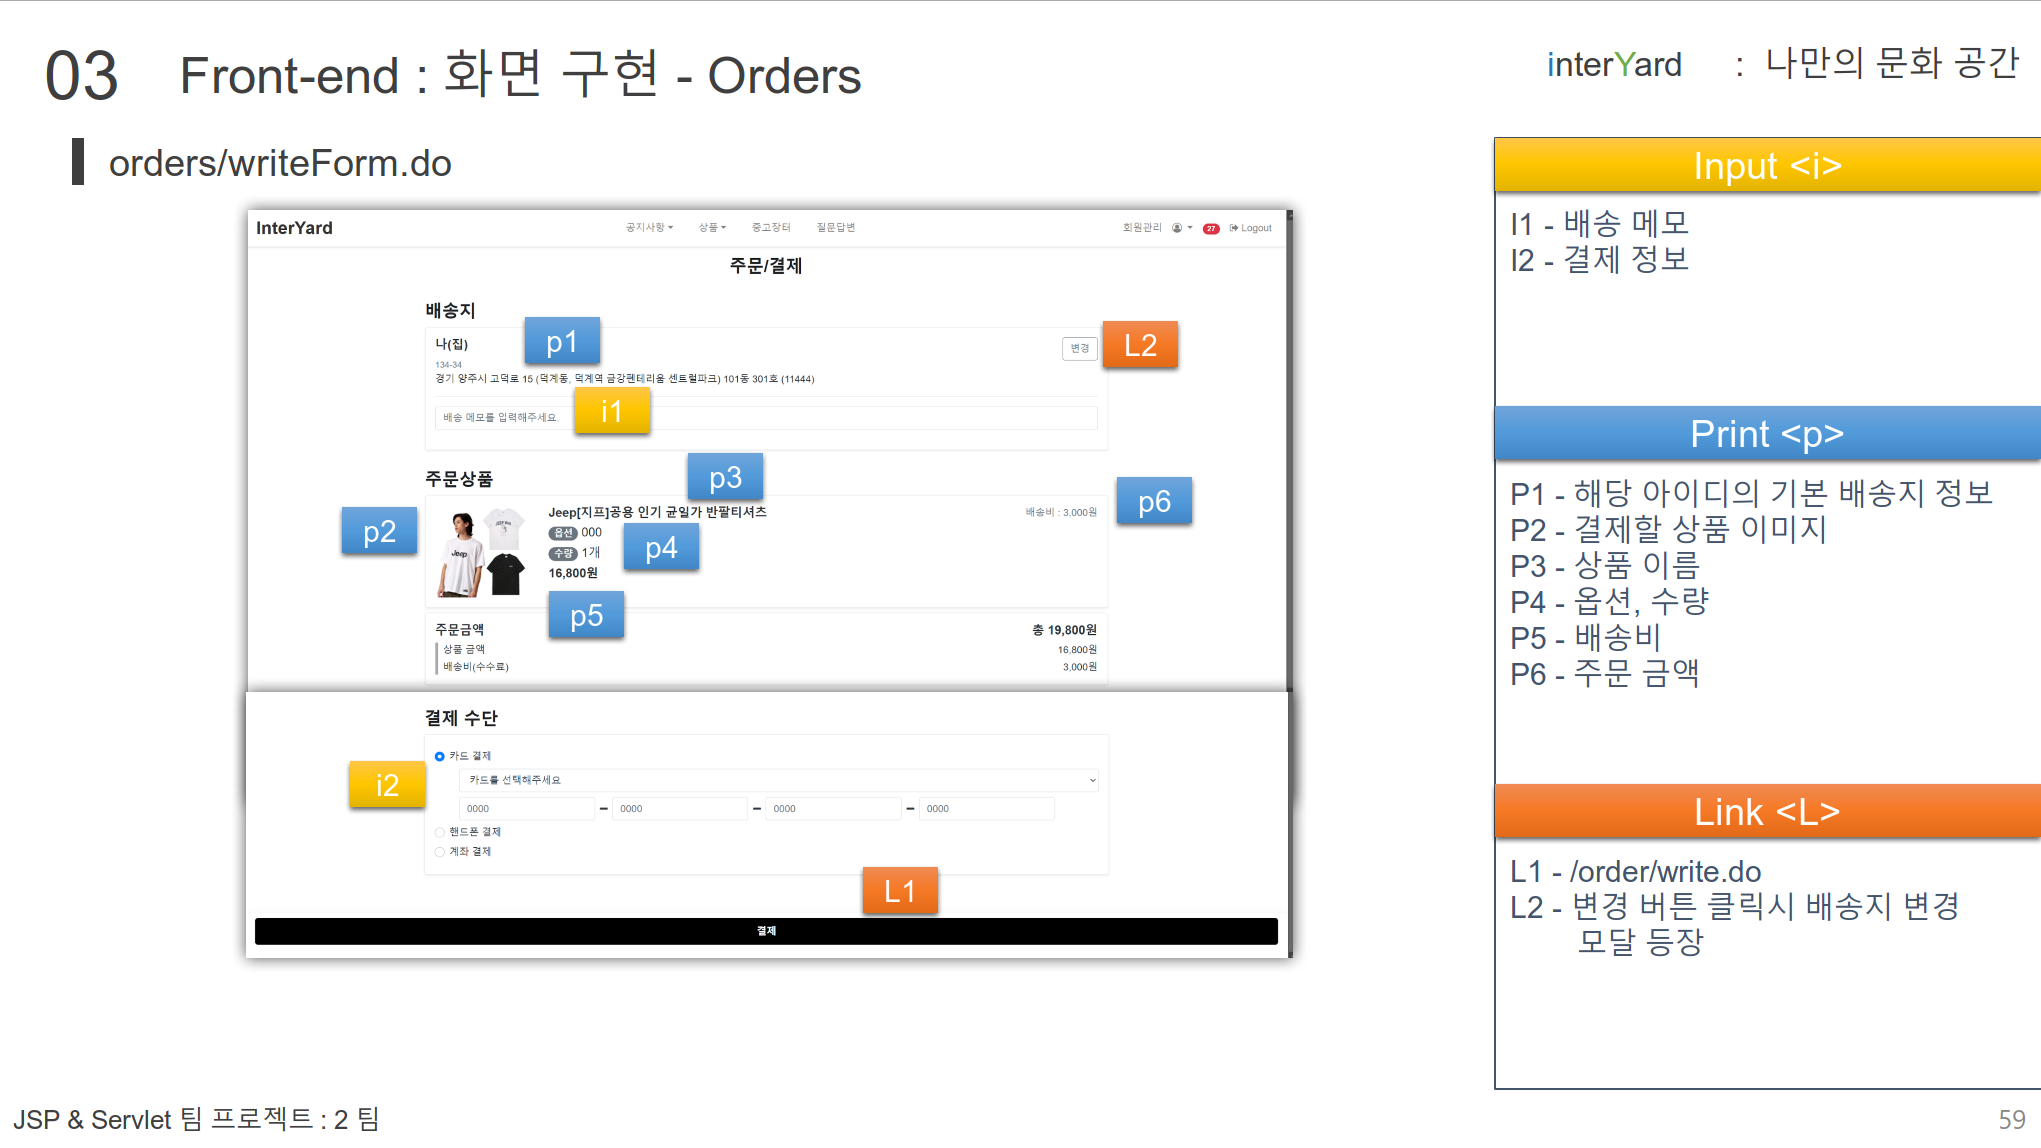 03 Front-end : 화면 구현 - Orders
interYard : 나만의 문화 공간
orders/writeForm.do
InterYard 공지사항 상품 중고장터 질문답변 회원관리 27 Logout
주문/결제
배송지
나(집)
p1
변경
L2
134-34
경기 양주시 고덕로 15 (덕계동, 덕계역 금강펜테리움 센트럴파크) 101동 301호 (11444)
배송 메모를 입력해주세요.
i1
주문상품
p3
p6
p2
Jeep[지프]공용 인기 균일가 반팔티셔츠
배송비 : 3,000원
옵션 000
수량 1개
p4
16,800원
Jeep
p5
주문금액 총 19,800원
상품 금액 16,800원
배송비(수수료) 3,000원
결제 수단
카드 결제
i2
카드를 선택해주세요
0000 - 0000 - 0000 - 0000
핸드폰 결제
계좌 결제
L1
결제
Input <i>
I1 - 배송 메모
I2 - 결제 정보
Print <p>
P1 - 해당 아이디의 기본 배송지 정보
P2 - 결제할 상품 이미지
P3 - 상품 이름
P4 - 옵션, 수량
P5 - 배송비
P6 - 주문 금액
Link <L>
L1 - /order/write.do
L2 - 변경 버튼 클릭시 배송지 변경
모달 등장
JSP & Servlet 팀 프로젝트 : 2 팀
59